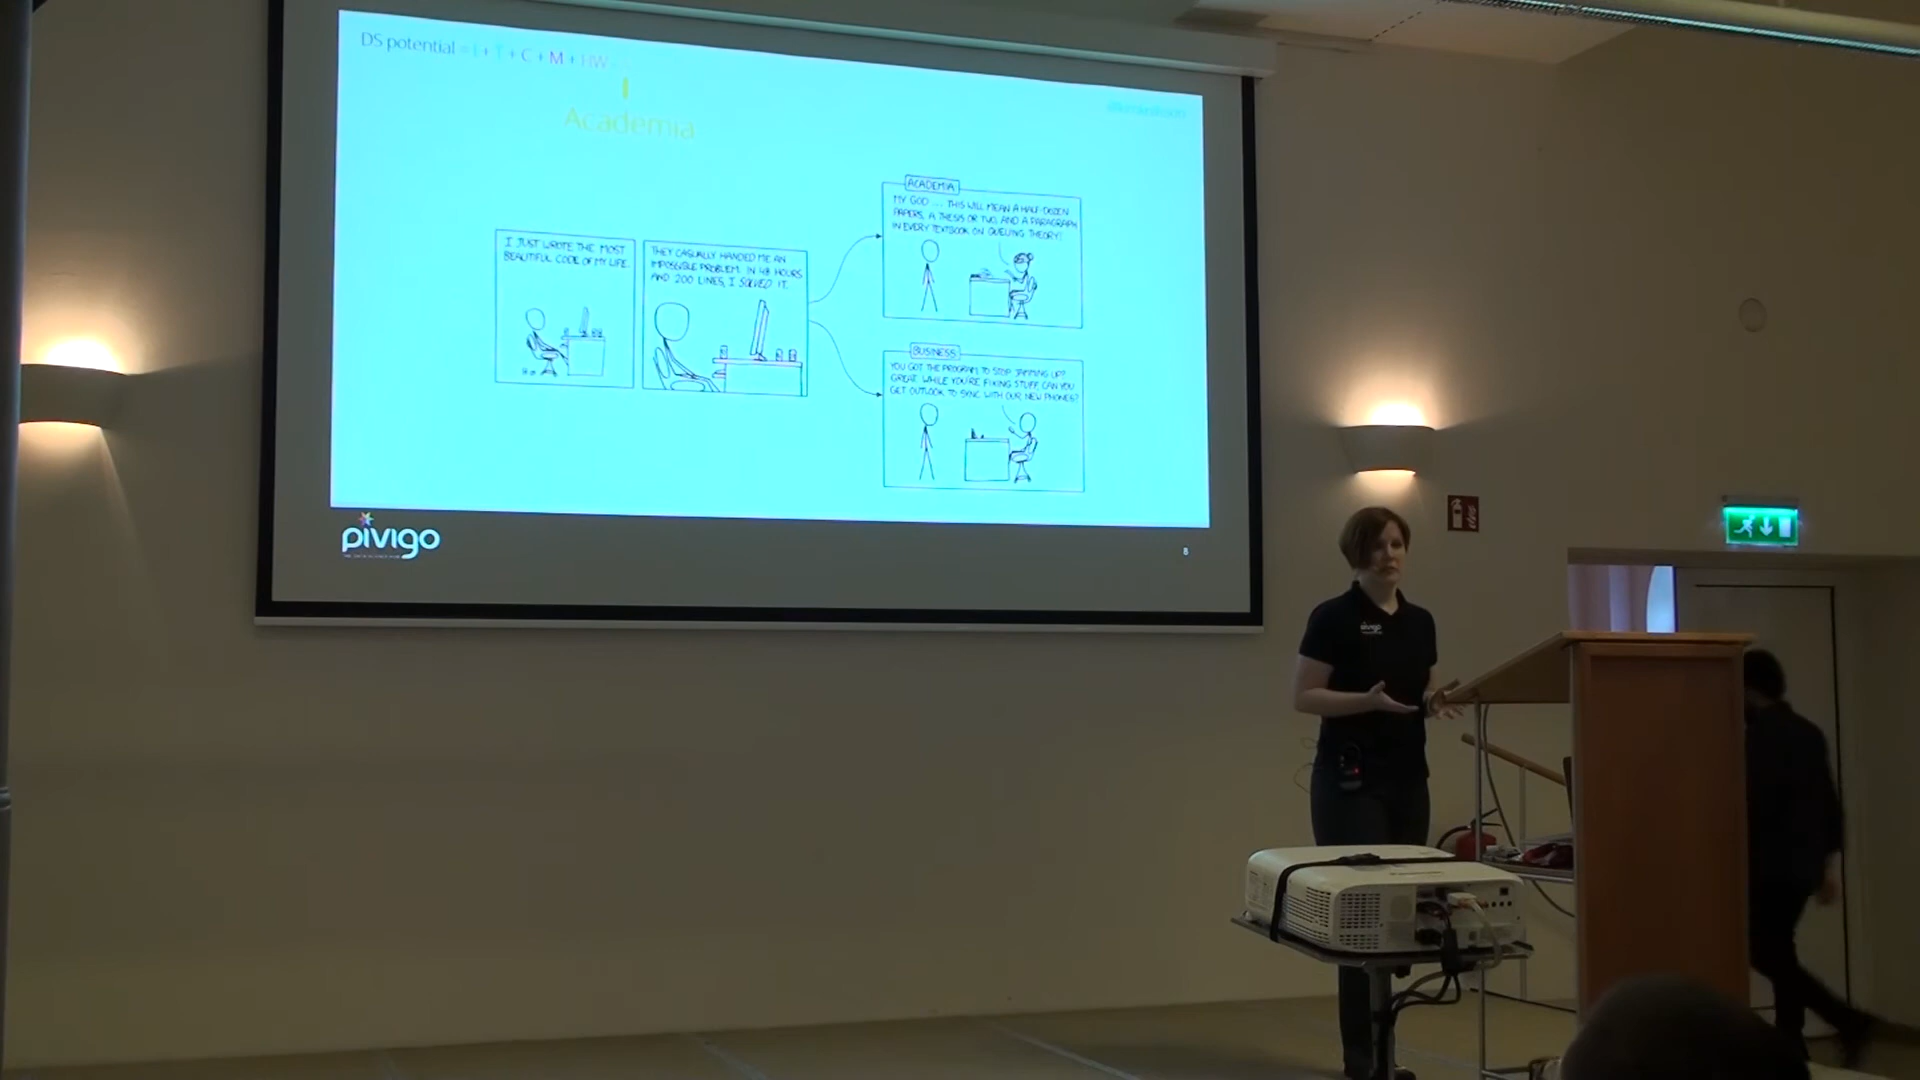 DS potential = I + T + C + M + HW
Academia
I JUST WROTE THE MOST
BEAUTIFUL CODE OF MY LIFE.
THEY CASUALLY HANDED ME AN
IMPOSSIBLE PROBLEM. IN 48 HOURS
AND 200 LINES, I SOLVED IT.
ACADEMIA
MY GOD ... THIS WILL MEAN A HALF-DOZEN
PAPERS, A THESIS OR TWO, AND A PARAGRAPH
IN EVERY TEXTBOOK ON QUEUING THEORY!
BUSINESS
YOU GOT THE PROGRAM TO STOP JAMMING UP?
GREAT. WHILE YOU'RE FIXING STUFF, CAN YOU
GET OUTLOOK TO SYNC WITH OUR NEW PHONES?
pivigo
8
pivigo